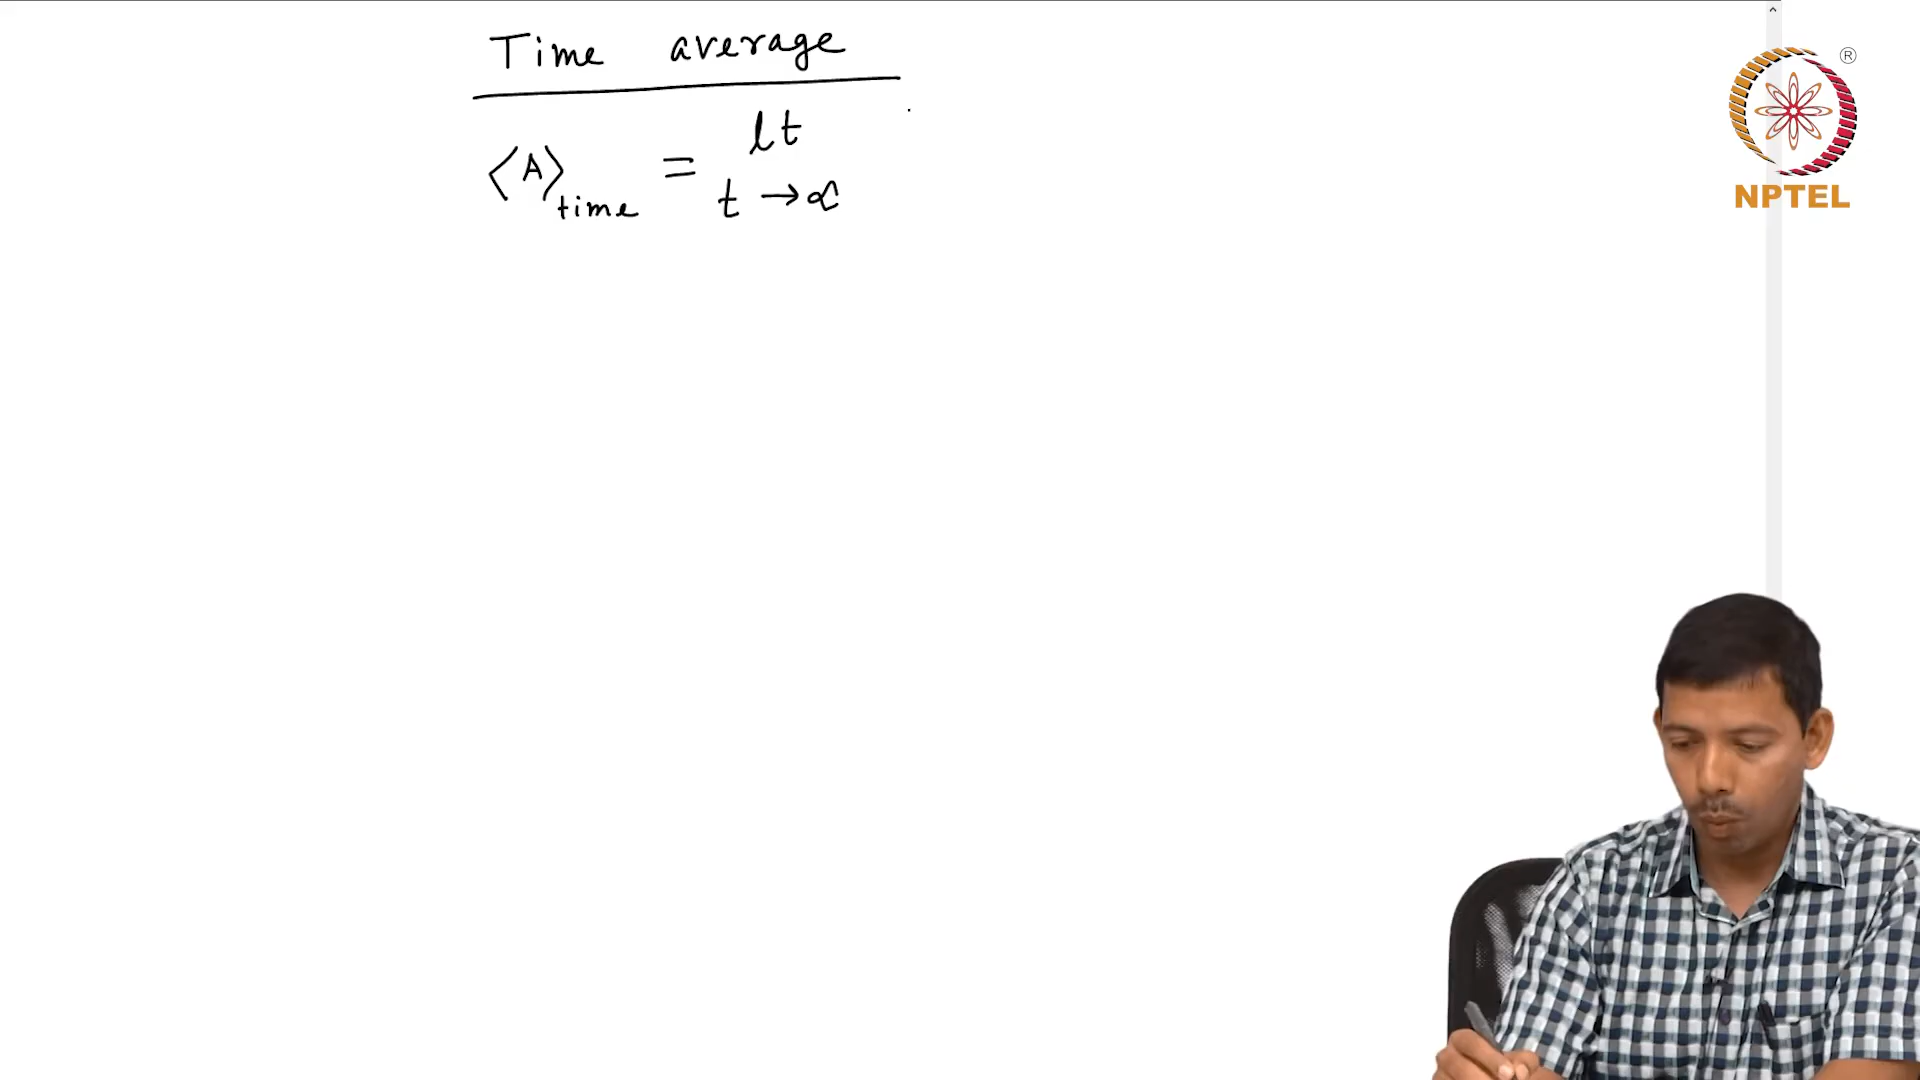 Time average
lt
⟨A⟩time =
t → ∝
®
NPTEL